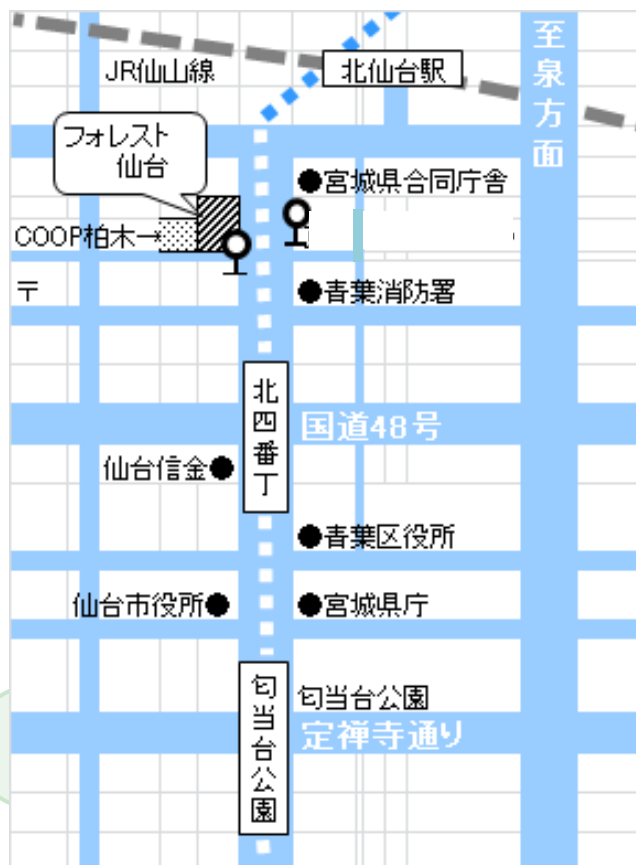 JR仙山線
北仙台駅
至泉方面
フォレスト
仙台
●宮城県合同庁舎
COOP柏木→
〒
●青葉消防署
北四番丁
国道48号
仙台信金●
●青葉区役所
仙台市役所●
●宮城県庁
匂当台公園
匂当台公園
定禅寺通り